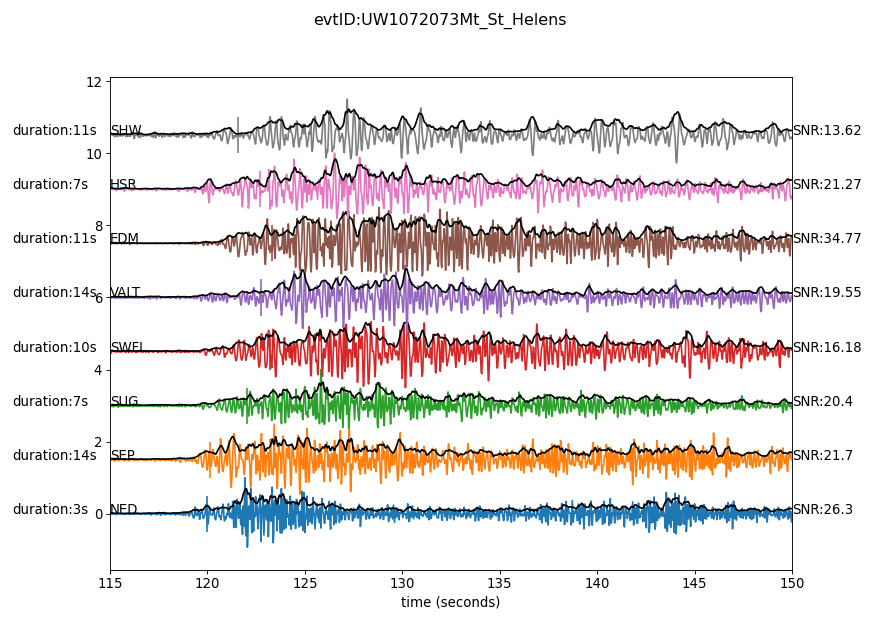 evtID:UW1072073Mt_St_Helens
12
duration:11s SHW SNR:13.62
10
duration:7s HSR SNR:21.27
8
duration:11s EDM SNR:34.77
duration:14s VALT SNR:19.55
6
duration:10s SWFL SNR:16.18
4
duration:7s SUG SNR:20.4
2
duration:14s SEP SNR:21.7
duration:3s NED SNR:26.3
0
115 120 125 130 135 140 145 150
time (seconds)